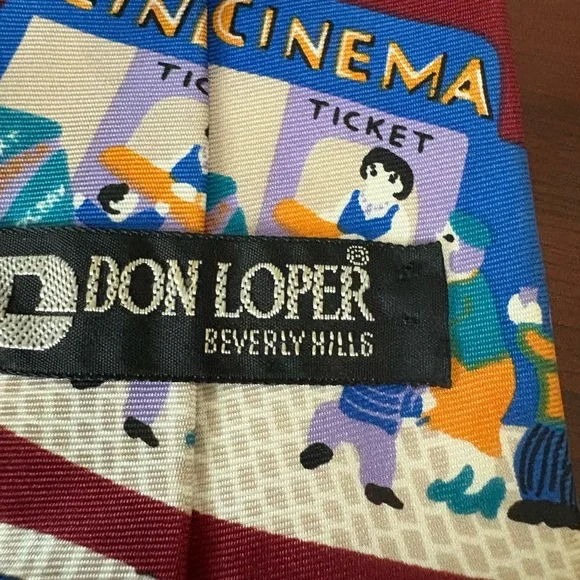 CINEMA
TICKET
DON LOPER®
BEVERLY HILLS